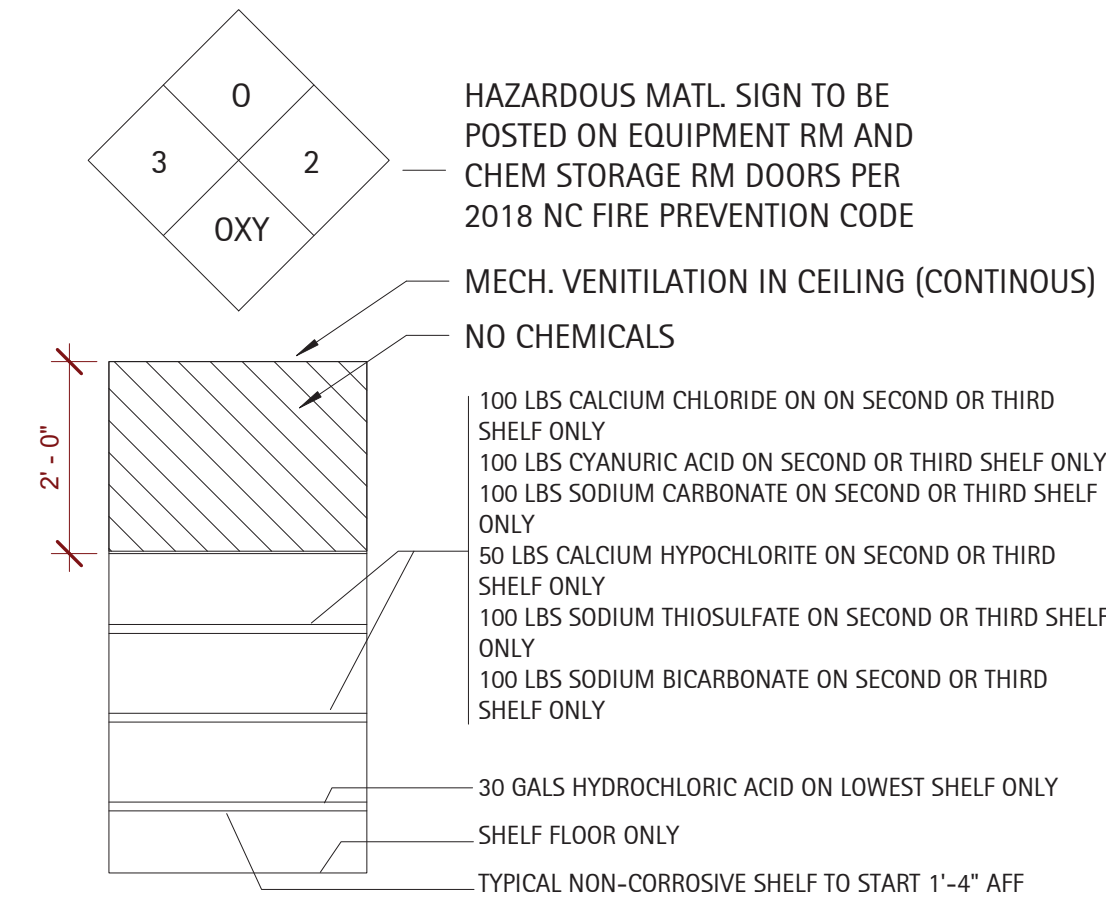 0
3
2
OXY
HAZARDOUS MATL. SIGN TO BE
POSTED ON EQUIPMENT RM AND
CHEM STORAGE RM DOORS PER
2018 NC FIRE PREVENTION CODE
MECH. VENITILATION IN CEILING (CONTINOUS)
NO CHEMICALS
2' - 0"
100 LBS CALCIUM CHLORIDE ON ON SECOND OR THIRD
SHELF ONLY
100 LBS CYANURIC ACID ON SECOND OR THIRD SHELF ONLY
100 LBS SODIUM CARBONATE ON SECOND OR THIRD SHELF
ONLY
50 LBS CALCIUM HYPOCHLORITE ON SECOND OR THIRD
SHELF ONLY
100 LBS SODIUM THIOSULFATE ON SECOND OR THIRD SHELF
ONLY
100 LBS SODIUM BICARBONATE ON SECOND OR THIRD
SHELF ONLY
30 GALS HYDROCHLORIC ACID ON LOWEST SHELF ONLY
SHELF FLOOR ONLY
TYPICAL NON-CORROSIVE SHELF TO START 1'-4" AFF